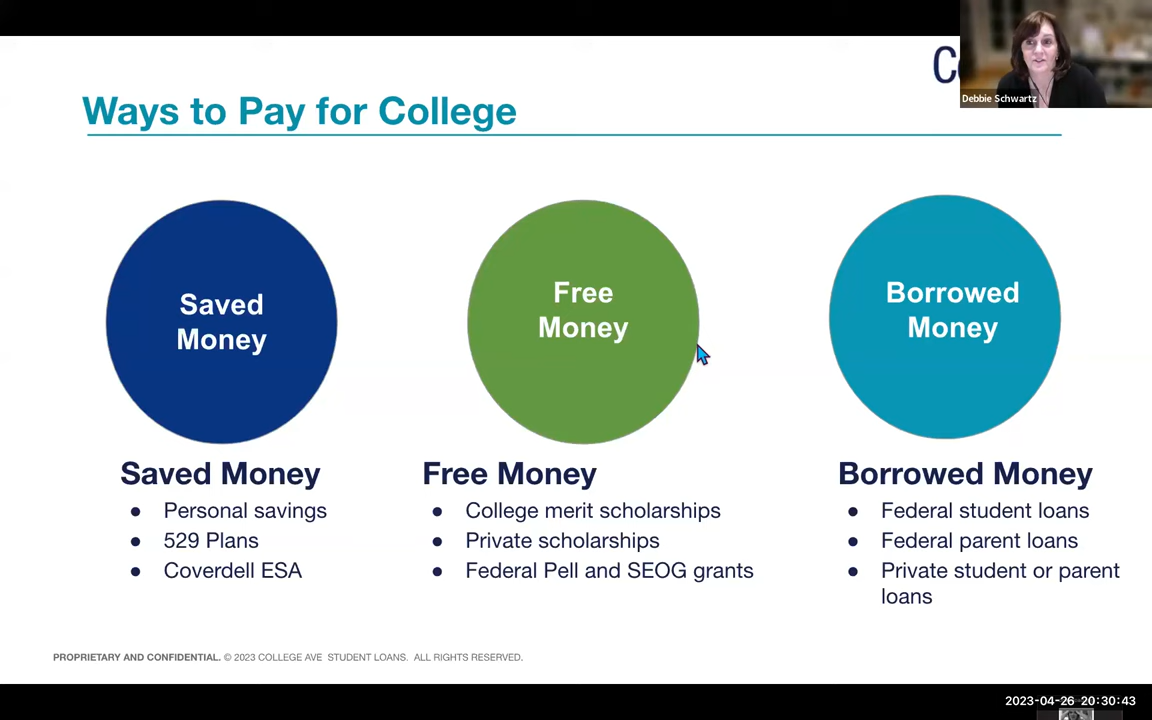 Debbie Schwartz
Ways to Pay for College
Saved
Money
Free
Money
Borrowed
Money
Saved Money
● Personal savings
● 529 Plans
● Coverdell ESA
Free Money
● College merit scholarships
● Private scholarships
● Federal Pell and SEOG grants
Borrowed Money
● Federal student loans
● Federal parent loans
● Private student or parent
loans
PROPRIETARY AND CONFIDENTIAL. © 2023 COLLEGE AVE STUDENT LOANS. ALL RIGHTS RESERVED.
2023-04-26 20:30:43